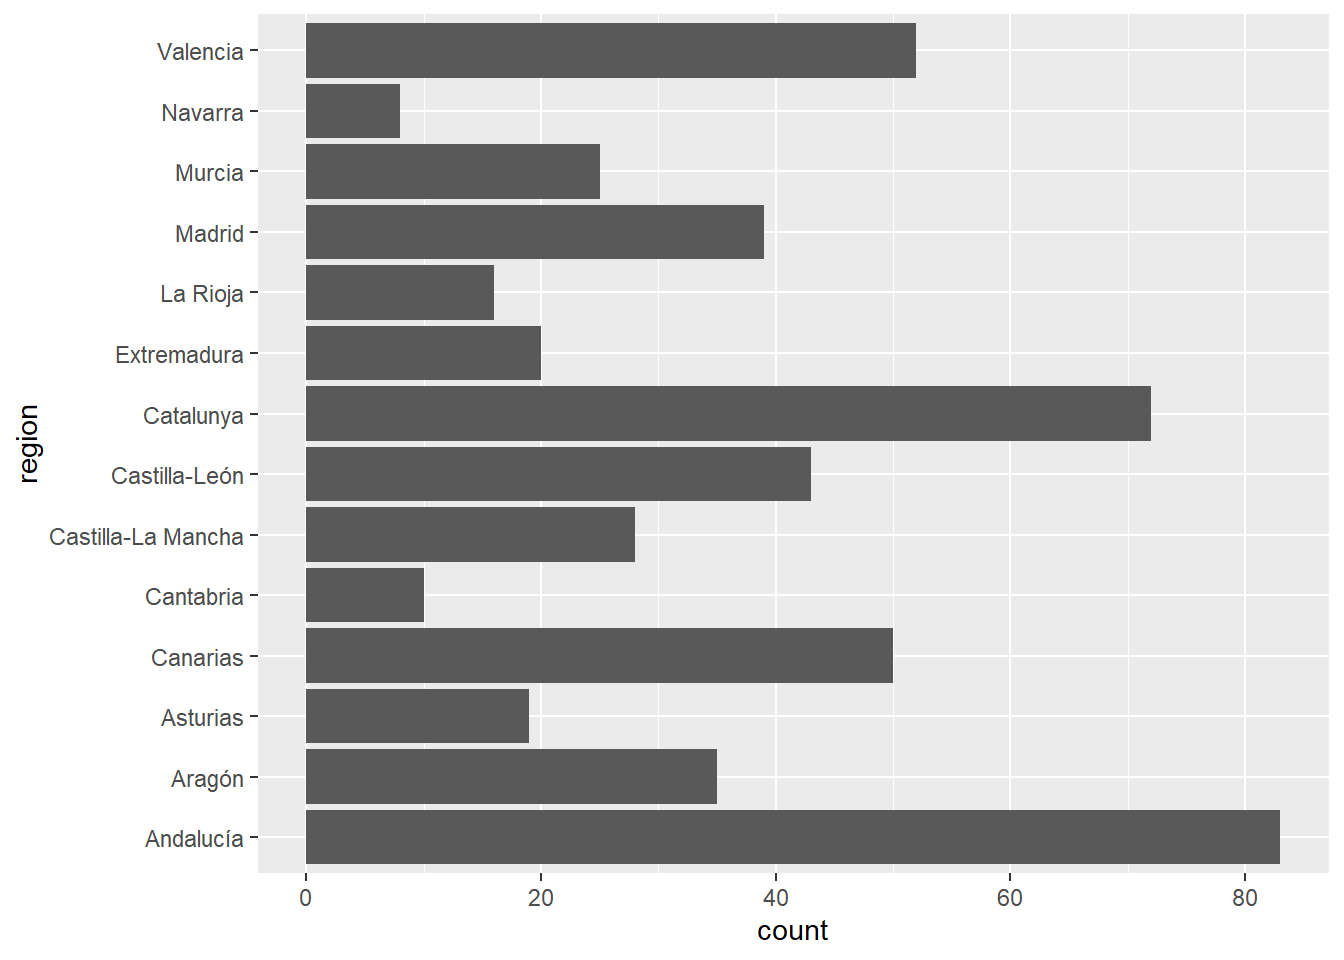 Valencia
Navarra
Murcia
Madrid
La Rioja
Extremadura
Catalunya
Castilla-León
Castilla-La Mancha
Cantabria
Canarias
Asturias
Aragón
Andalucía
region
0 20 40 60 80
count